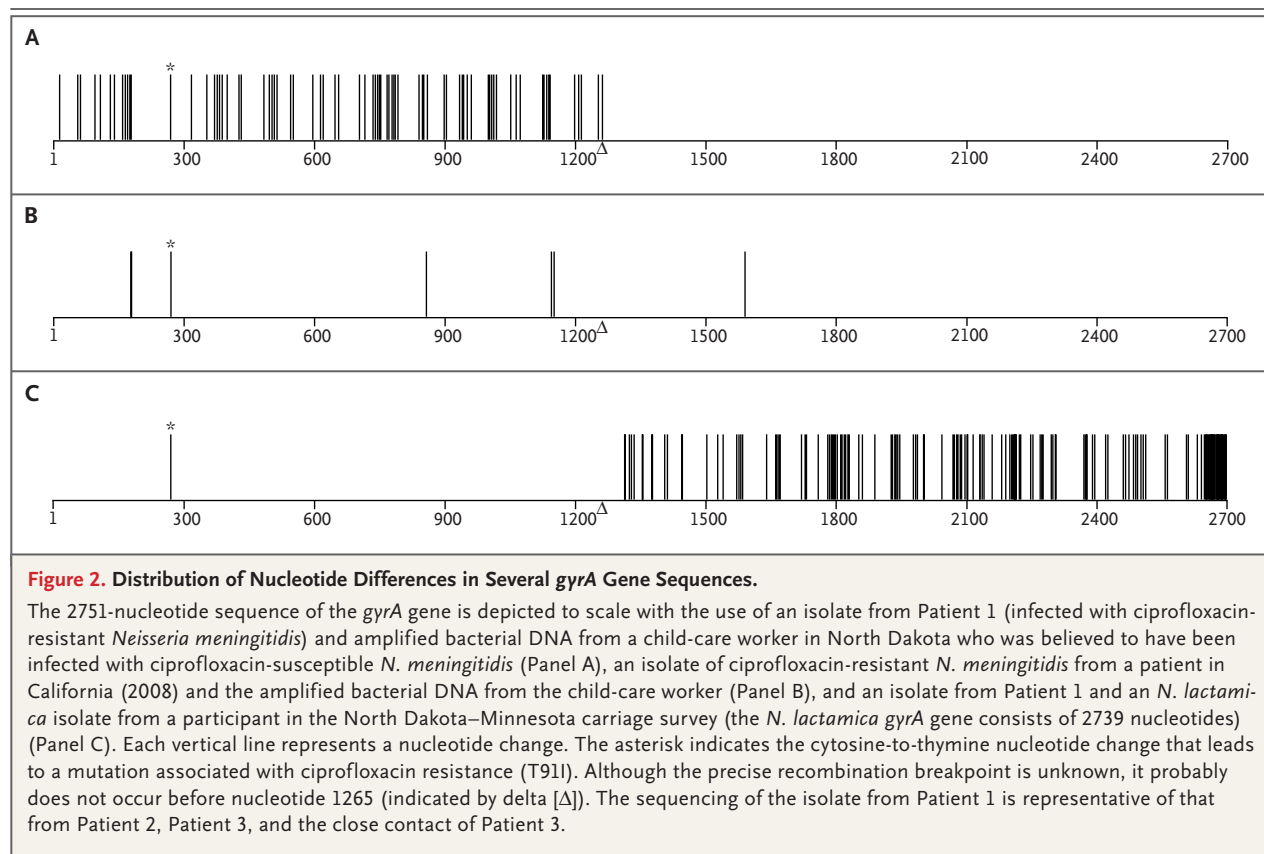 A
*
1 300 600 900 1200 Δ 1500 1800 2100 2400 2700
B
*
1 300 600 900 1200 Δ 1500 1800 2100 2400 2700
C
*
1 300 600 900 1200 Δ 1500 1800 2100 2400 2700
Figure 2. Distribution of Nucleotide Differences in Several gyrA Gene Sequences.
The 2751-nucleotide sequence of the gyrA gene is depicted to scale with the use of an isolate from Patient 1 (infected with ciprofloxacin-
resistant Neisseria meningitidis) and amplified bacterial DNA from a child-care worker in North Dakota who was believed to have been
infected with ciprofloxacin-susceptible N. meningitidis (Panel A), an isolate of ciprofloxacin-resistant N. meningitidis from a patient in
California (2008) and the amplified bacterial DNA from the child-care worker (Panel B), and an isolate from Patient 1 and an N. lactami-
ca isolate from a participant in the North Dakota–Minnesota carriage survey (the N. lactamica gyrA gene consists of 2739 nucleotides)
(Panel C). Each vertical line represents a nucleotide change. The asterisk indicates the cytosine-to-thymine nucleotide change that leads
to a mutation associated with ciprofloxacin resistance (T91I). Although the precise recombination breakpoint is unknown, it probably
does not occur before nucleotide 1265 (indicated by delta [Δ]). The sequencing of the isolate from Patient 1 is representative of that
from Patient 2, Patient 3, and the close contact of Patient 3.